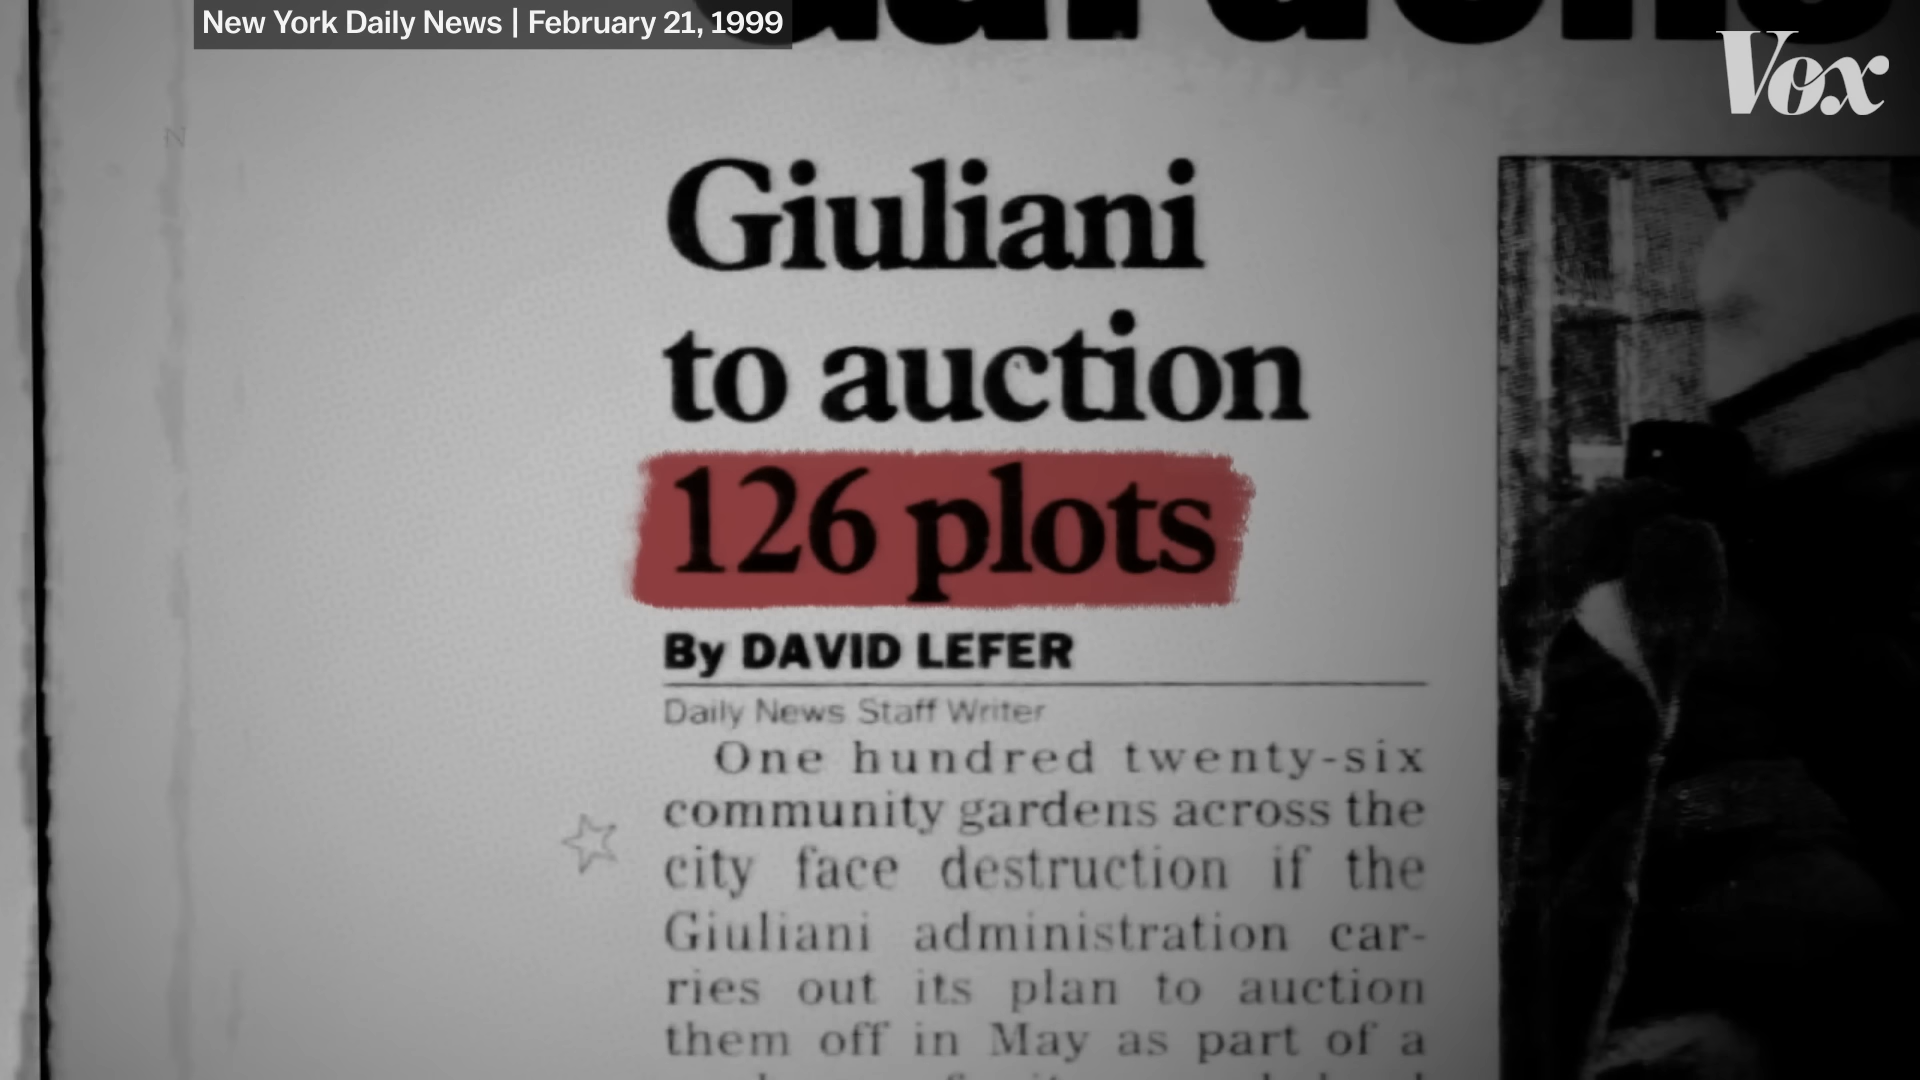 New York Daily News | February 21, 1999
Vox
Giuliani
to auction
126 plots
By DAVID LEFER
Daily News Staff Writer
One hundred twenty-six
community gardens across the
city face destruction if the
Giuliani administration car-
ries out its plan to auction
them off in May as part of a